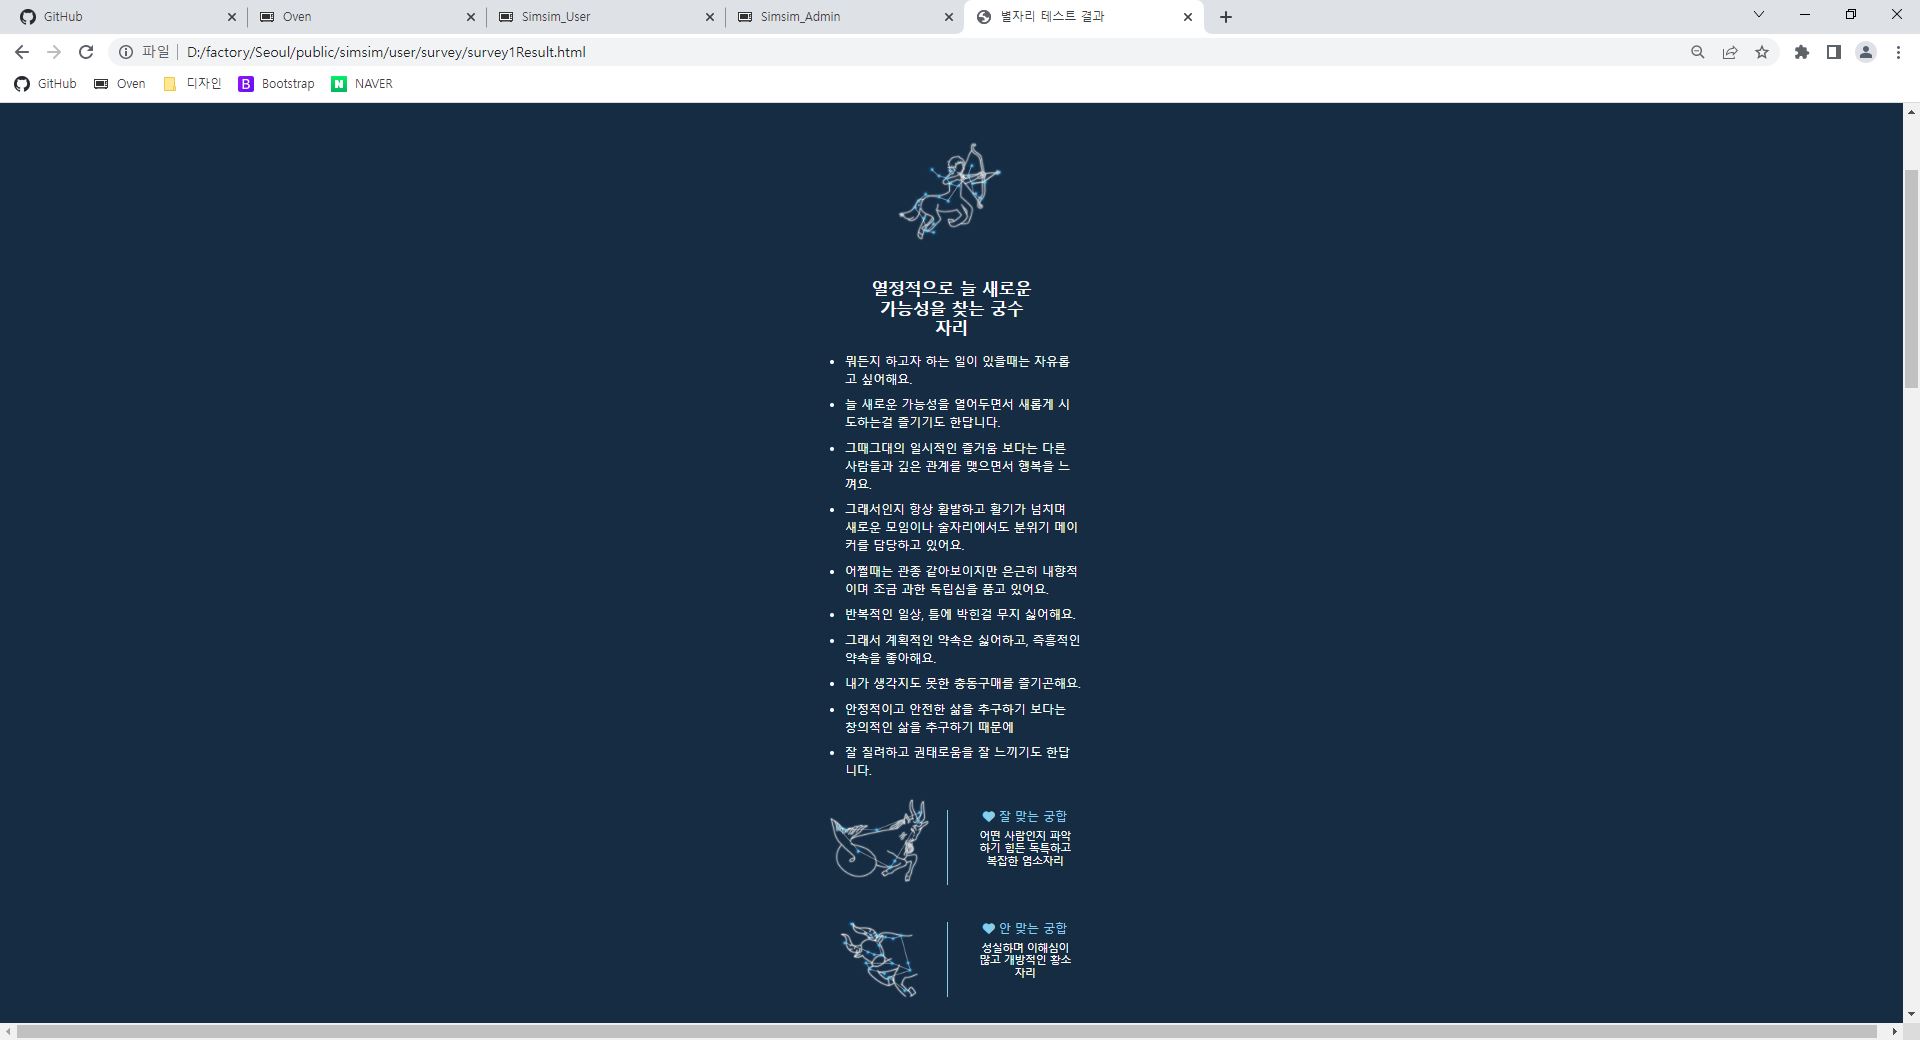 GitHub
Oven
Simsim_User
Simsim_Admin
별자리 테스트 결과
파일
D:/factory/Seoul/public/simsim/user/survey/survey1Result.html
GitHub
Oven
디자인
B
Bootstrap
N
NAVER
열정적으로 늘 새로운
가능성을 찾는 궁수
자리
뭐든지 하고자 하는 일이 있을때는 자유롭
고 싶어해요.
늘 새로운 가능성을 열어두면서 새롭게 시
도하는걸 즐기기도 한답니다.
그때그대의 일시적인 즐거움 보다는 다른
사람들과 깊은 관계를 맺으면서 행복을 느
껴요.
그래서인지 항상 활발하고 활기가 넘치며
새로운 모임이나 술자리에서도 분위기 메이
커를 담당하고 있어요.
어쩔때는 관종 같아보이지만 은근히 내향적
이며 조금 과한 독립심을 품고 있어요.
반복적인 일상, 틀에 박힌걸 무지 싫어해요.
그래서 계획적인 약속은 싫어하고, 즉흥적인
약속을 좋아해요.
내가 생각지도 못한 충동구매를 즐기곤해요.
안정적이고 안전한 삶을 추구하기 보다는
창의적인 삶을 추구하기 때문에
잘 질려하고 권태로움을 잘 느끼기도 한답
니다.
잘 맞는 궁합
어떤 사람인지 파악
하기 힘든 독특하고
복잡한 염소자리
안 맞는 궁합
성실하며 이해심이
많고 개방적인 황소
자리